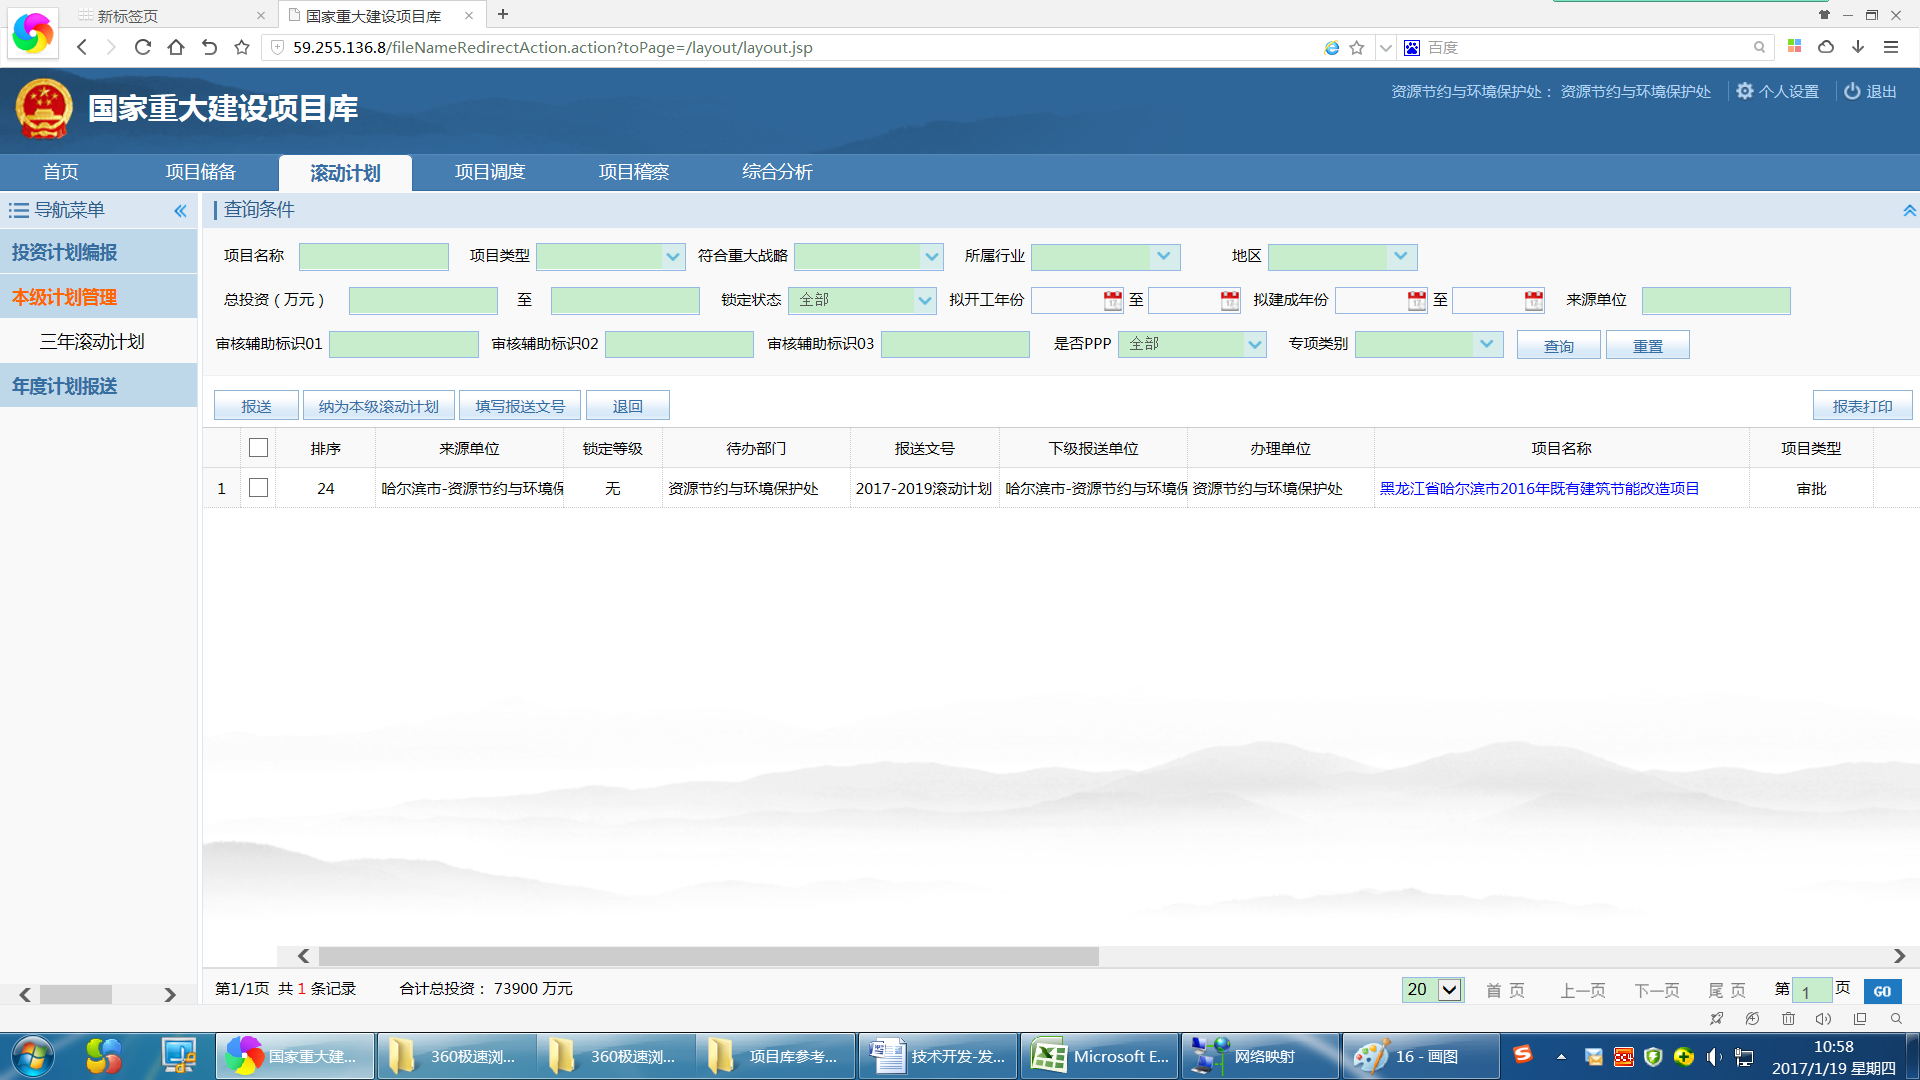 新标签页
国家重大建设项目库
59.255.136.8/fileNameRedirectAction.action?toPage=/layout/layout.jsp
百度
国家重大建设项目库
资源节约与环境保护处： 资源节约与环境保护处 个人设置 退出
首页 项目储备 滚动计划 项目调度 项目稽察 综合分析
导航菜单
投资计划编报
本级计划管理
三年滚动计划
年度计划报送
查询条件
项目名称 项目类型 符合重大战略 所属行业 地区
总投资（万元） 至 锁定状态 全部 拟开工年份 至 拟建成年份 至 来源单位
审核辅助标识01 审核辅助标识02 审核辅助标识03 是否PPP 全部 专项类别 查询 重置
报送 纳为本级滚动计划 填写报送文号 退回 报表打印
排序 来源单位 锁定等级 待办部门 报送文号 下级报送单位 办理单位 项目名称 项目类型
1 24 哈尔滨市-资源节约与环境保 无 资源节约与环境保护处 2017-2019滚动计划 哈尔滨市-资源节约与环境保 资源节约与环境保护处 黑龙江省哈尔滨市2016年既有建筑节能改造项目 审批
第1/1页 共 1 条记录 合计总投资： 73900 万元
20 首 页 上一页 下一页 尾 页 第 1 页 GO
国家重大建... 360极速浏... 360极速浏... 项目库参考... 技术开发-发... Microsoft E... 网络映射 16 - 画图
10:58
2017/1/19 星期四